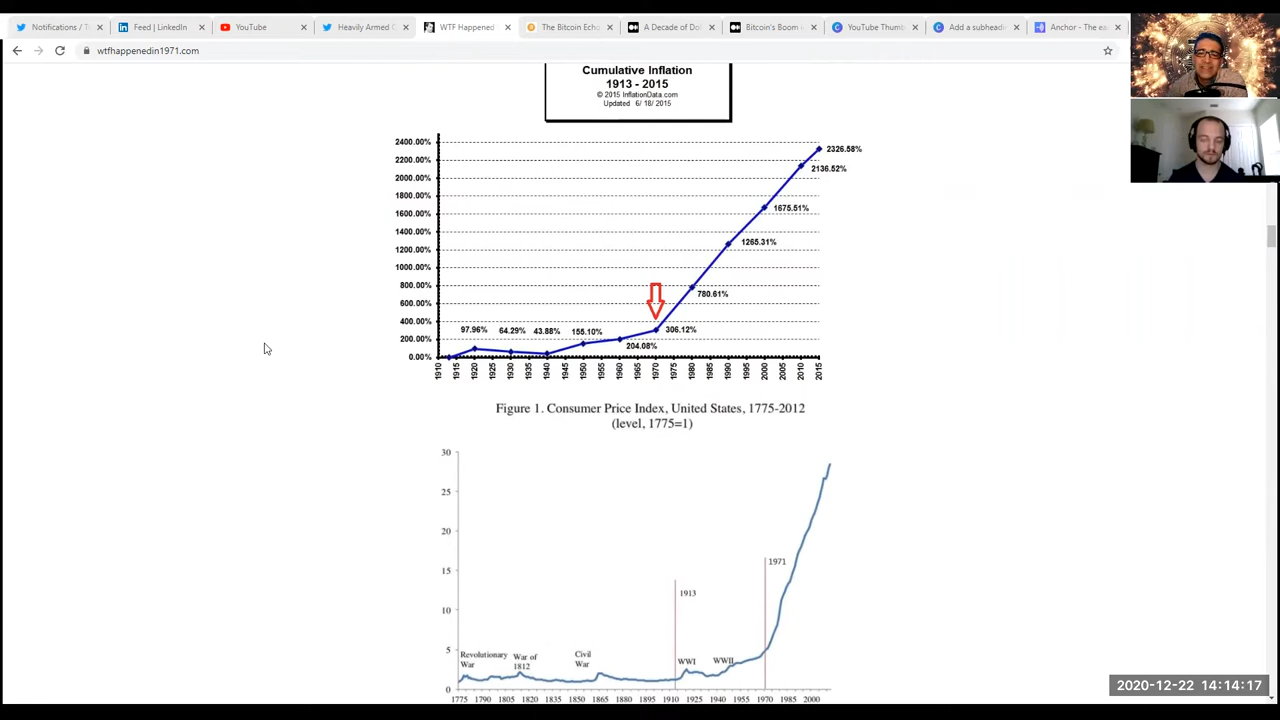 Notifications / T
Feed | LinkedIn
YouTube
Heavily Armed C
WTF Happened
The Bitcoin Echo
A Decade of Dol
Bitcoin's Boom
YouTube Thumb
Add a subheadi
Anchor - The ea
wtfhappenedin1971.com
Cumulative Inflation
1913 - 2015
© 2015 InflationData.com
Updated 6/ 18/ 2015
2400.00%
2200.00%
2000.00%
1800.00%
1600.00%
1400.00%
1200.00%
1000.00%
800.00%
600.00%
400.00%
200.00%
0.00%
97.96%
64.29%
43.88%
155.10%
204.08%
306.12%
780.61%
1265.31%
1675.51%
2136.52%
2326.58%
1910 1915 1920 1925 1930 1935 1940 1945 1950 1955 1960 1965 1970 1975 1980 1985 1990 1995 2000 2005 2010 2015
Figure 1. Consumer Price Index, United States, 1775-2012
(level, 1775=1)
30
25
20
15
10
5
0
Revolutionary
War
War of
1812
Civil
War
1913
WWI
WWII
1971
1775 1790 1805 1820 1835 1850 1865 1880 1895 1910 1925 1940 1955 1970 1985 2000
2020-12-22 14:14:17